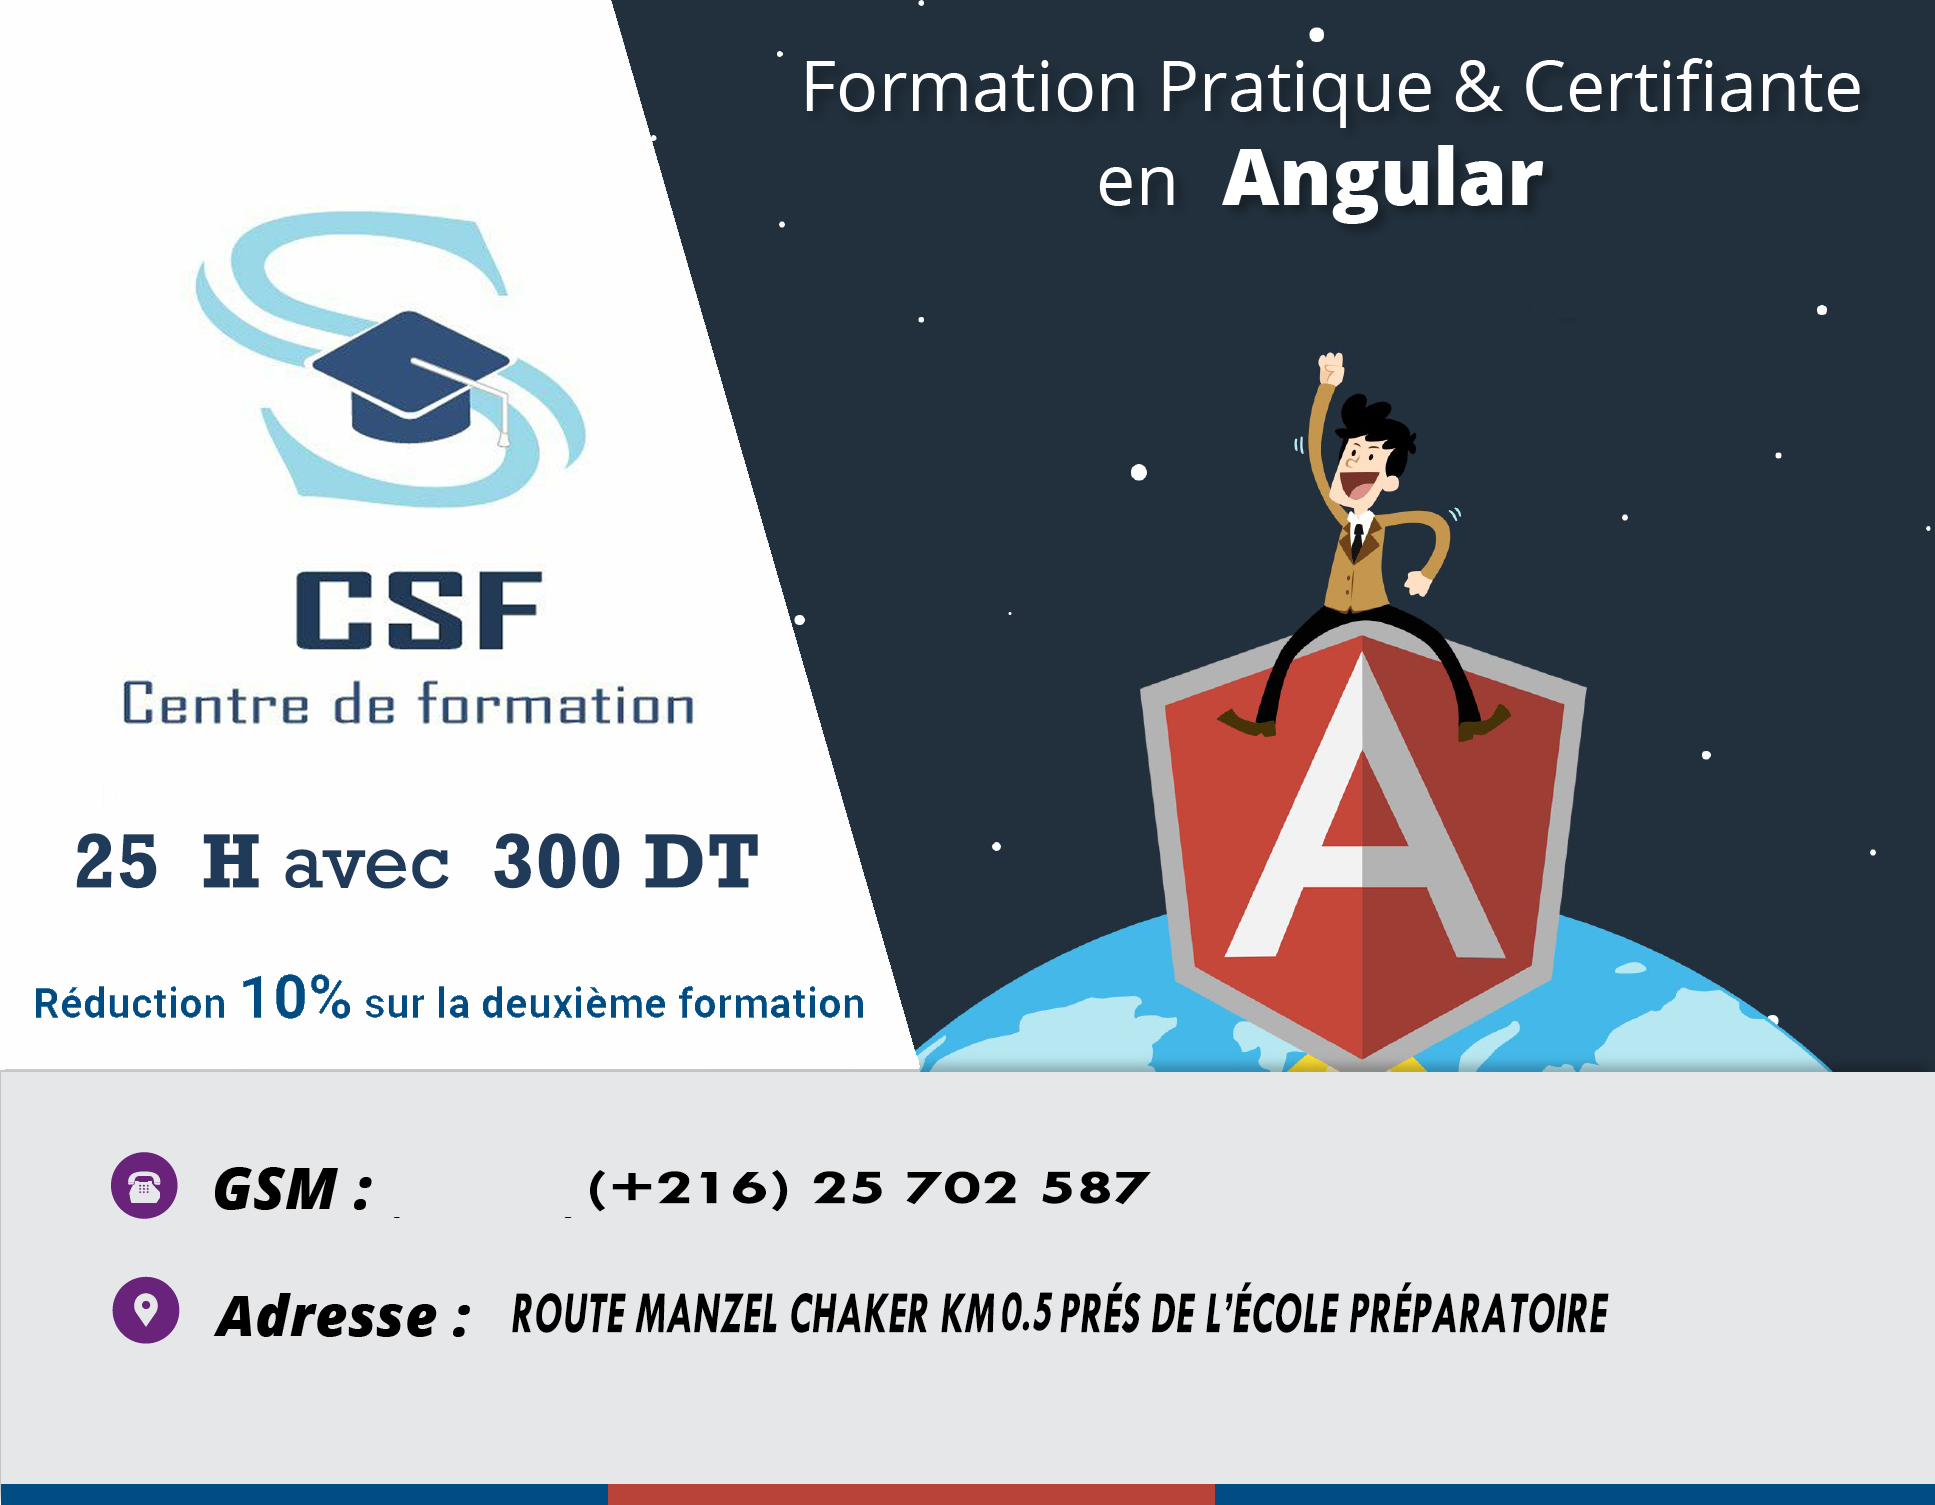 Formation Pratique & Certifiante
en Angular
CSF
Centre de formation
25 H avec 300 DT
Réduction 10% sur la deuxième formation
GSM : (+216) 25 702 587
Adresse : ROUTE MANZEL CHAKER KM 0.5 PRÉS DE L'ÉCOLE PRÉPARATOIRE